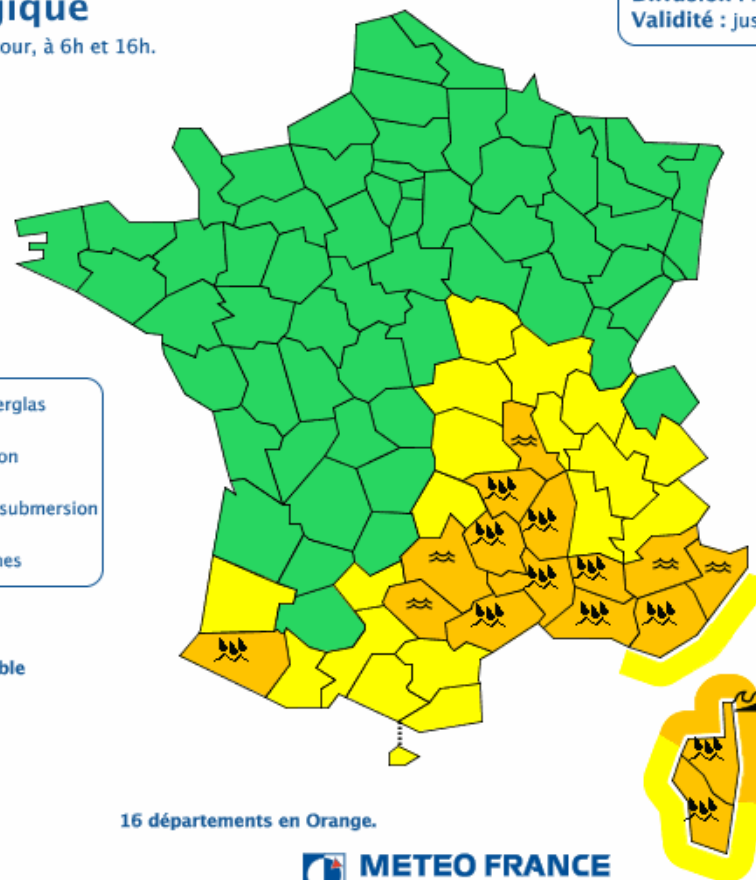 gique
our, à 6h et 16h.
Validité : jus
erglas
on
submersion
nes
ble
16 départements en Orange.
METEO FRANCE